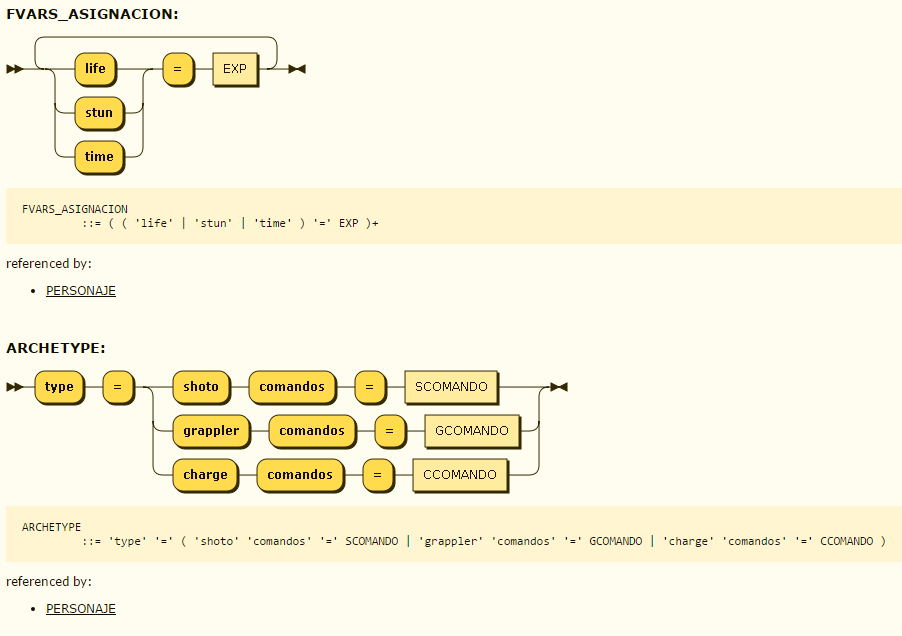 FVARS_ASIGNACION:
life = EXP
stun
time
FVARS_ASIGNACION
::= ( ( 'life' | 'stun' | 'time' ) '=' EXP )+
referenced by:
• PERSONAJE
ARCHETYPE:
type = shoto comandos = SCOMANDO
grappler comandos = GCOMANDO
charge comandos = CCOMANDO
ARCHETYPE
::= 'type' '=' ( 'shoto' 'comandos' '=' SCOMANDO | 'grappler' 'comandos' '=' GCOMANDO | 'charge' 'comandos' '=' CCOMANDO )
referenced by:
• PERSONAJE